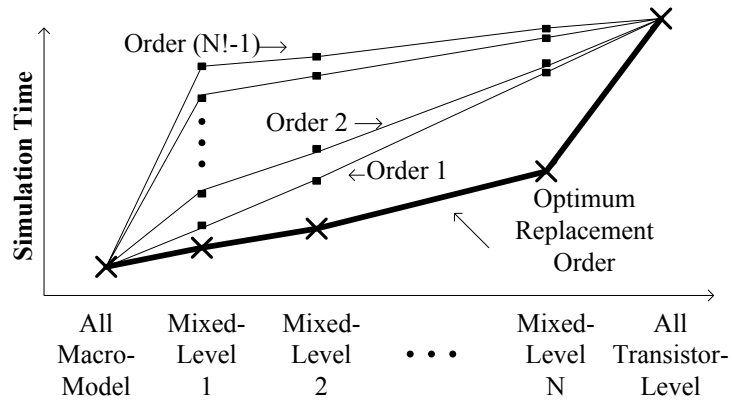 Order (N!-1)
Order 2
Order 1
Optimum
Replacement
Order
Simulation Time
All
Macro-
Model
Mixed-
Level
1
Mixed-
Level
2
• • •
Mixed-
Level
N
All
Transistor-
Level